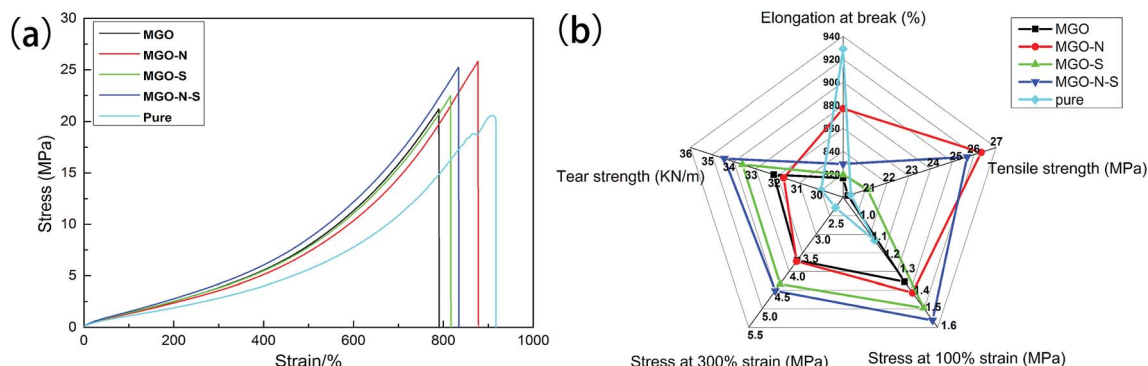 (a)
30
25
20
15
10
5
0
Stress (MPa)
MGO
MGO-N
MGO-S
MGO-N-S
Pure
0 200 400 600 800 1000
Strain/%
(b)
Elongation at break (%)
940
920
900
880
860
840
820
MGO
MGO-N
MGO-S
MGO-N-S
pure
36 35 34 33 32 31 30
Tear strength (KN/m)
21 22 23 24 25 26 27
Tensile strength (MPa)
2.5
3.0
3.5
4.0
4.5
5.0
5.5
Stress at 300% strain (MPa)
1.0
1.1
1.2
1.3
1.4
1.5
1.6
Stress at 100% strain (MPa)